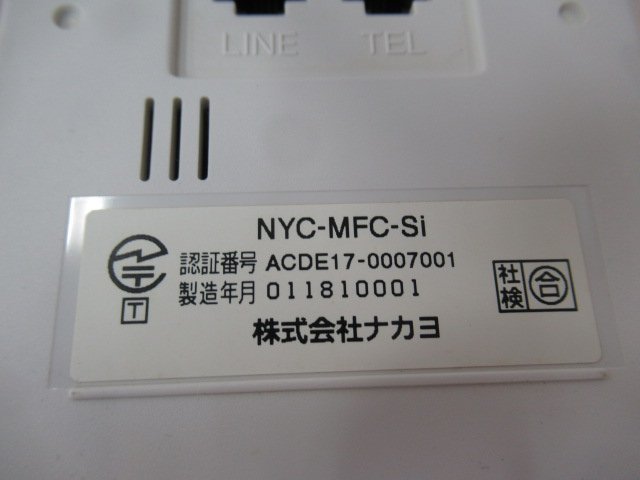 LINE TEL
NYC-MFC-Si
認証番号 ACDE17-0007001
T 製造年月 011810001
社検 合
株式会社ナカヨ